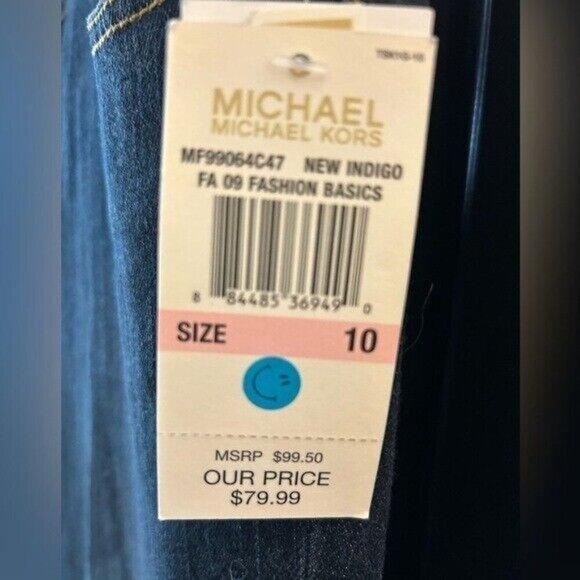 MICHAEL
MICHAEL KORS
MF99064C47 NEW INDIGO
FA 09 FASHION BASICS
8 84485 36949 0
SIZE 10
MSRP $99.50
OUR PRICE
$79.99